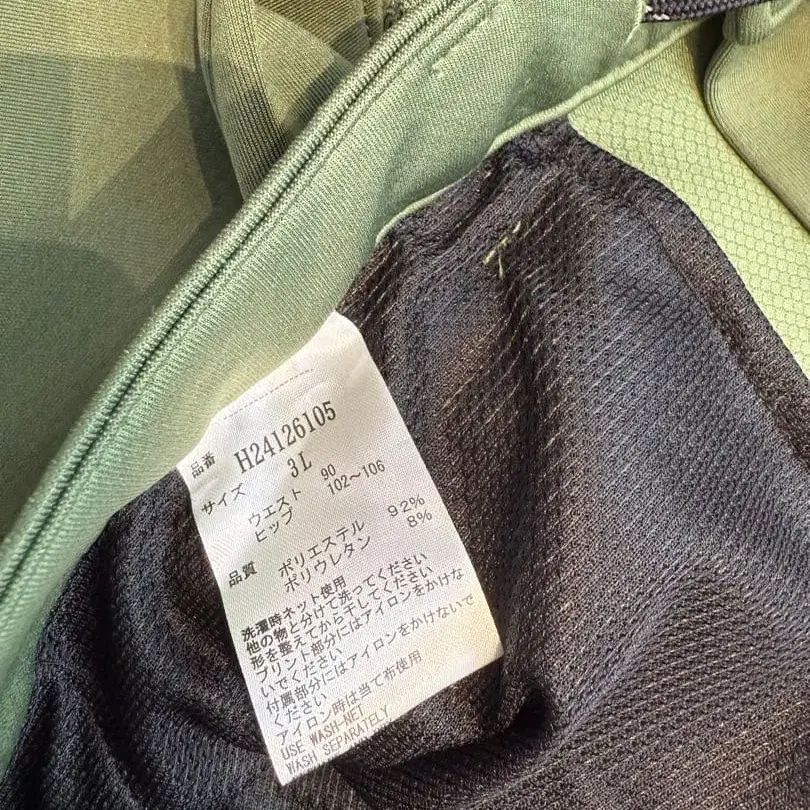 品番 H24126105
サイズ 3L
ウエスト 90
ヒップ 102〜106
品質 ポリエステル 92%
ポリウレタン 8%
洗濯時ネット使用
他の物と分けて洗ってください
形を整えてから干してください
プリント部分にはアイロンをかけな
いでください
付属部分にはアイロンをかけないで
ください
アイロン時は当て布使用
USE WASH-NET
WASH SEPARATELY